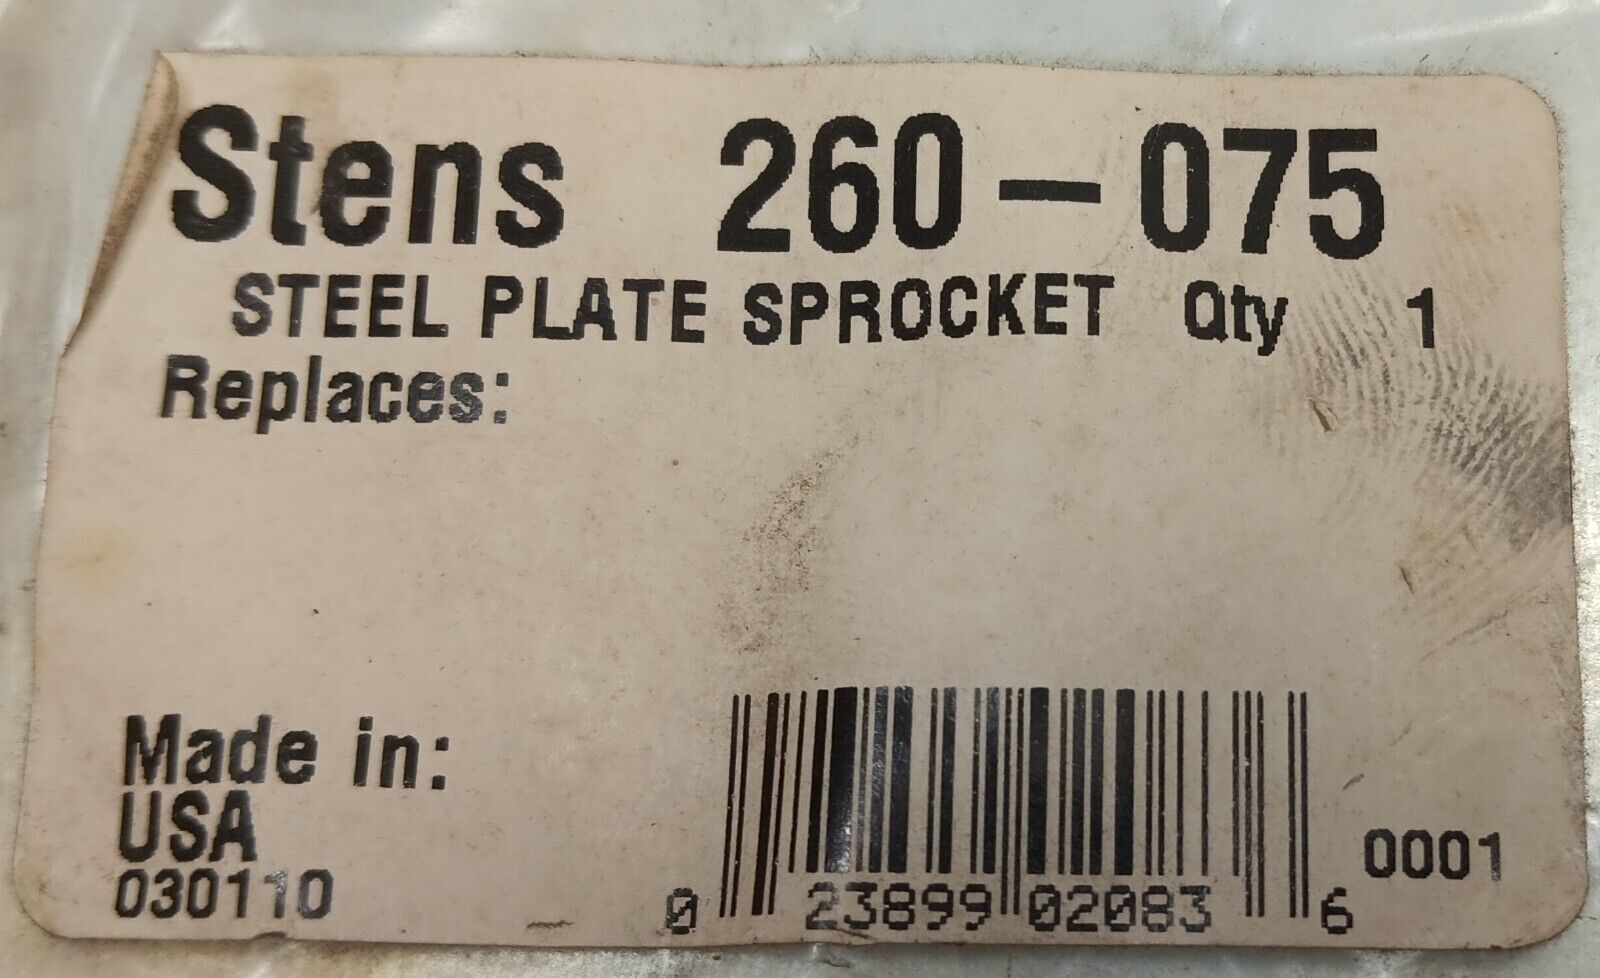 Stens 260-075
STEEL PLATE SPROCKET Qty 1
Replaces:
Made in:
USA
030110
0 23899 02083 6
0001